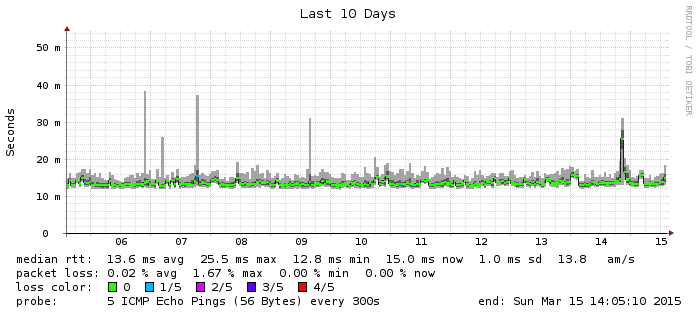 Last 10 Days
RRDTOOL / TOBI OETIKER
Seconds
50 m
40 m
30 m
20 m
10 m
0
06 07 08 09 10 11 12 13 14 15
median rtt: 13.6 ms avg 25.5 ms max 12.8 ms min 15.0 ms now 1.0 ms sd 13.8 am/s
packet loss: 0.02 % avg 1.67 % max 0.00 % min 0.00 % now
loss color: 0 1/5 2/5 3/5 4/5
probe: 5 ICMP Echo Pings (56 Bytes) every 300s end: Sun Mar 15 14:05:10 2015